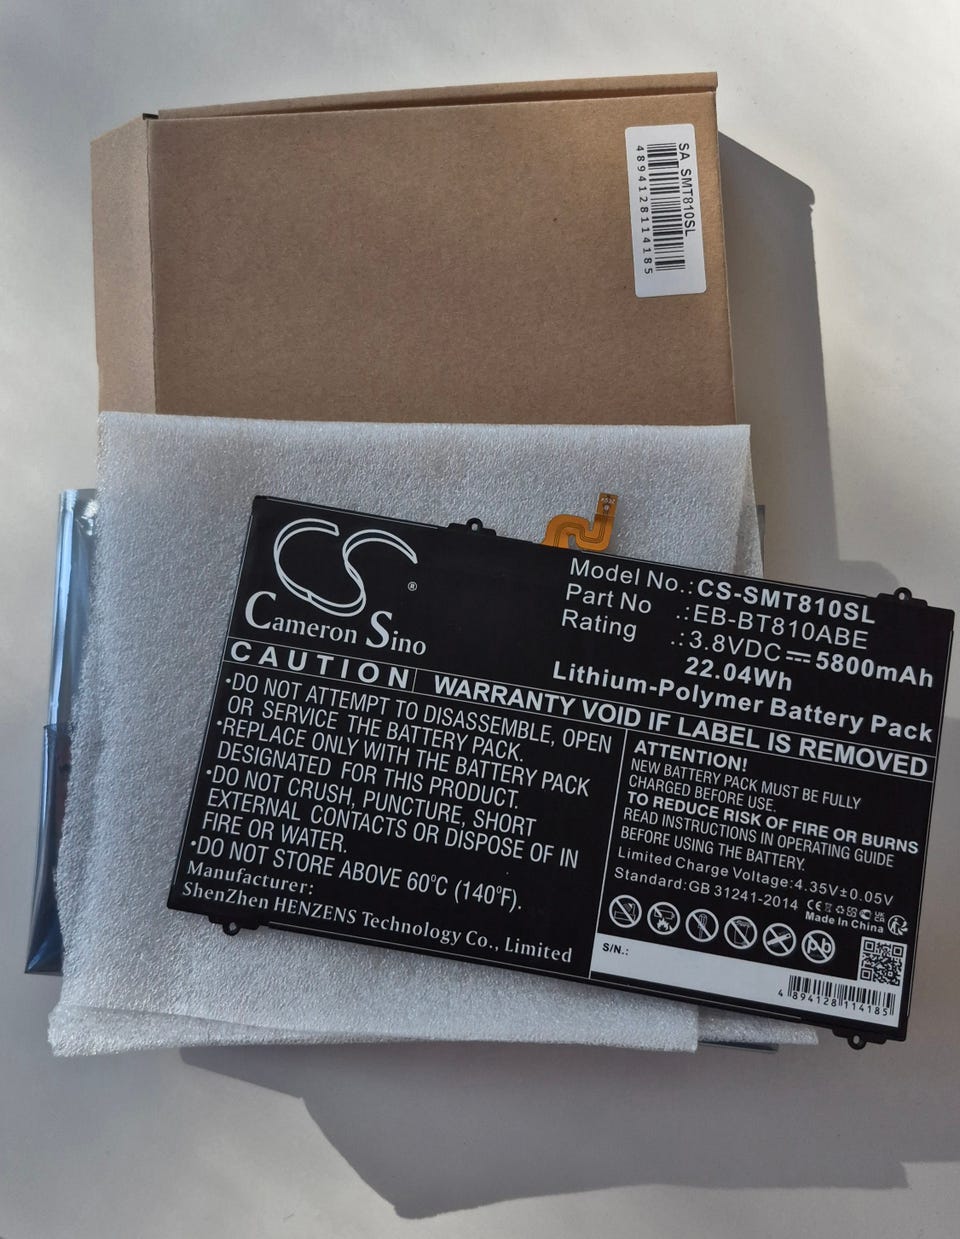 SA_SMT810SL
4894128114185
CS
®
Cameron Sino
Model No.:CS-SMT810SL
Part No .:EB-BT810ABE
Rating .:3.8VDC⎓5800mAh
22.04Wh
Lithium-Polymer Battery Pack
CAUTION WARRANTY VOID IF LABEL IS REMOVED
•DO NOT ATTEMPT TO DISASSEMBLE, OPEN
OR SERVICE THE BATTERY PACK.
•REPLACE ONLY WITH THE BATTERY PACK
DESIGNATED FOR THIS PRODUCT.
•DO NOT CRUSH, PUNCTURE, SHORT
EXTERNAL CONTACTS OR DISPOSE OF IN
FIRE OR WATER.
•DO NOT STORE ABOVE 60°C (140°F).
Manufacturer:
ShenZhen HENZENS Technology Co., Limited
ATTENTION!
NEW BATTERY PACK MUST BE FULLY
CHARGED BEFORE USE.
TO REDUCE RISK OF FIRE OR BURNS
READ INSTRUCTIONS IN OPERATING GUIDE
BEFORE USING THE BATTERY.
Limited Charge Voltage:4.35V±0.05V
Standard:GB 31241-2014 CE
Made in China
Pb
S/N.:
4 894128 114185